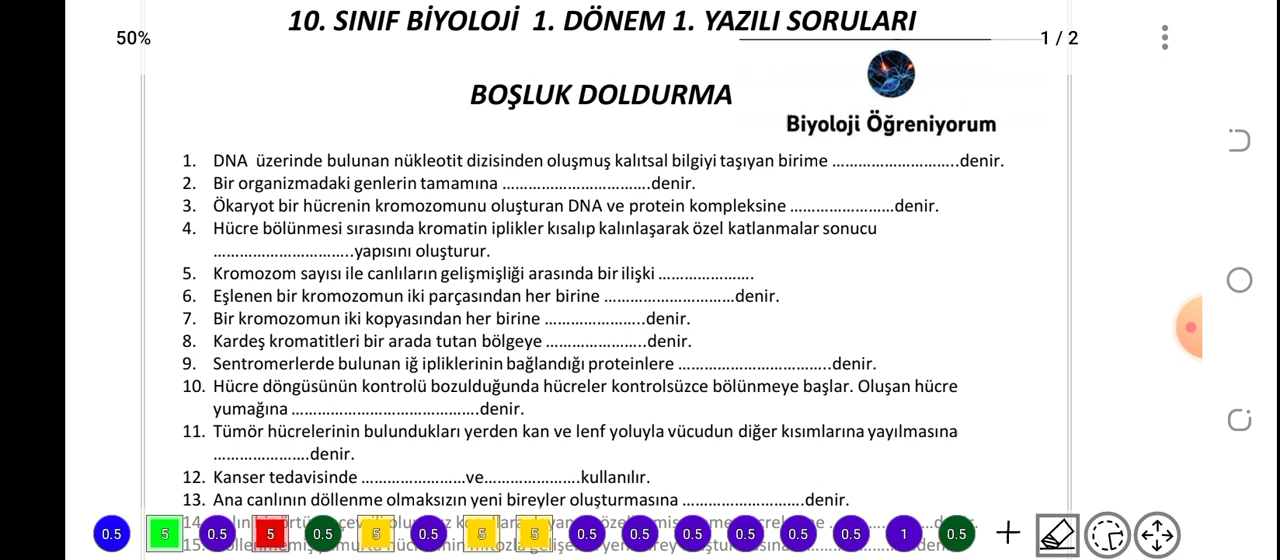 10. SINIF BİYOLOJİ 1. DÖNEM 1. YAZILI SORULARI
50%
1 / 2
BOŞLUK DOLDURMA
Biyoloji Öğreniyorum
1. DNA üzerinde bulunan nükleotit dizisinden oluşmuş kalıtsal bilgiyi taşıyan birime ………………………..denir.
2. Bir organizmadaki genlerin tamamına …………………………….denir.
3. Ökaryot bir hücrenin kromozomunu oluşturan DNA ve protein kompleksine ……………………denir.
4. Hücre bölünmesi sırasında kromatin iplikler kısalıp kalınlaşarak özel katlanmalar sonucu
…………………………..yapısını oluşturur.
5. Kromozom sayısı ile canlıların gelişmişliği arasında bir ilişki ………………….
6. Eşlenen bir kromozomun iki parçasından her birine …………………………denir.
7. Bir kromozomun iki kopyasından her birine …………………..denir.
8. Kardeş kromatitleri bir arada tutan bölgeye …………………..denir.
9. Sentromerlerde bulunan iğ ipliklerinin bağlandığı proteinlere ……………………………..denir.
10. Hücre döngüsünün kontrolü bozulduğunda hücreler kontrolsüzce bölünmeye başlar. Oluşan hücre
yumağına …………………………………….denir.
11. Tümör hücrelerinin bulundukları yerden kan ve lenf yoluyla vücudun diğer kısımlarına yayılmasına
………………….denir.
12. Kanser tedavisinde ……………………ve………………….kullanılır.
13. Ana canlının döllenme olmaksızın yeni bireyler oluşturmasına ……………………….denir.
14.
15.
0.5 5 0.5 5 0.5 5 0.5 5 5 0.5 0.5 0.5 0.5 0.5 0.5 1 0.5